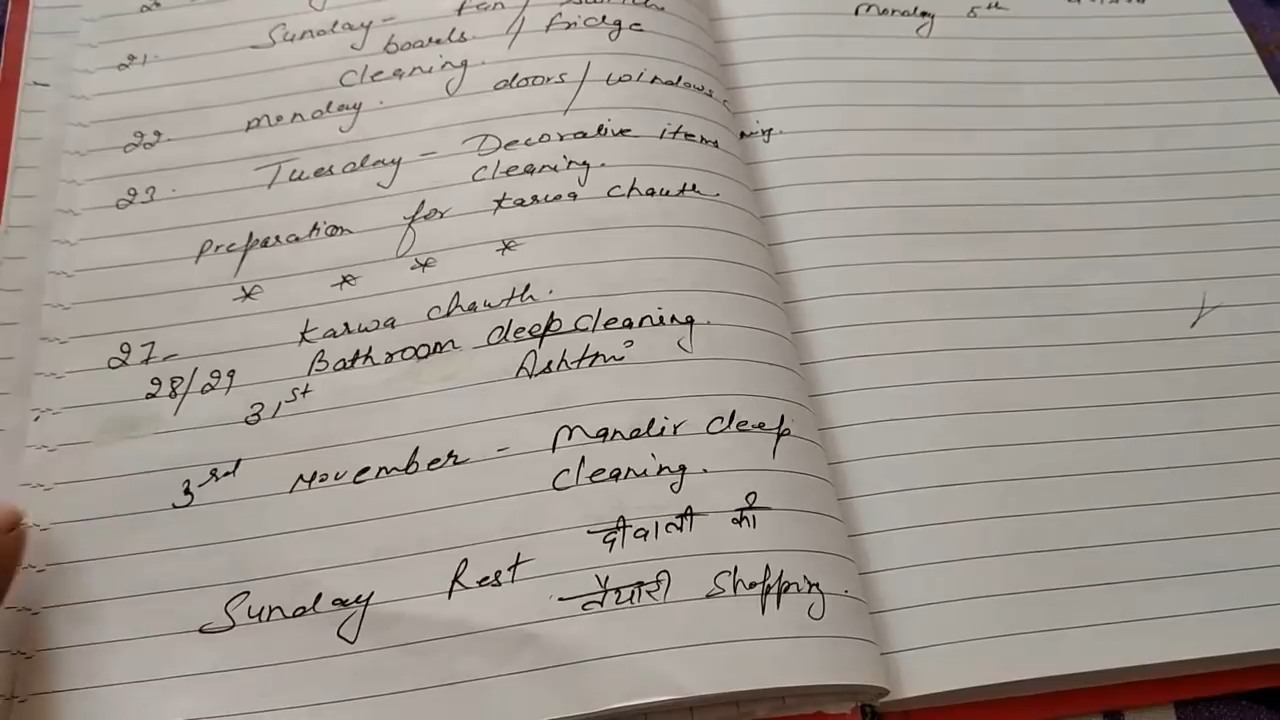 21. Sunday- fan/
boards / fridge
cleaning.
22. monday. doors/windows
23. Tuesday - Decorative items
cleaning.
preparation for karwa chauth.
* * * *
27- karwa chauth.
28/29 Bathroom deep cleaning.
31st Ashtmi
3rd November - Mandir deep
cleaning.
Sunday Rest दीवाली की
तैयारी Shopping.
Monday 5th